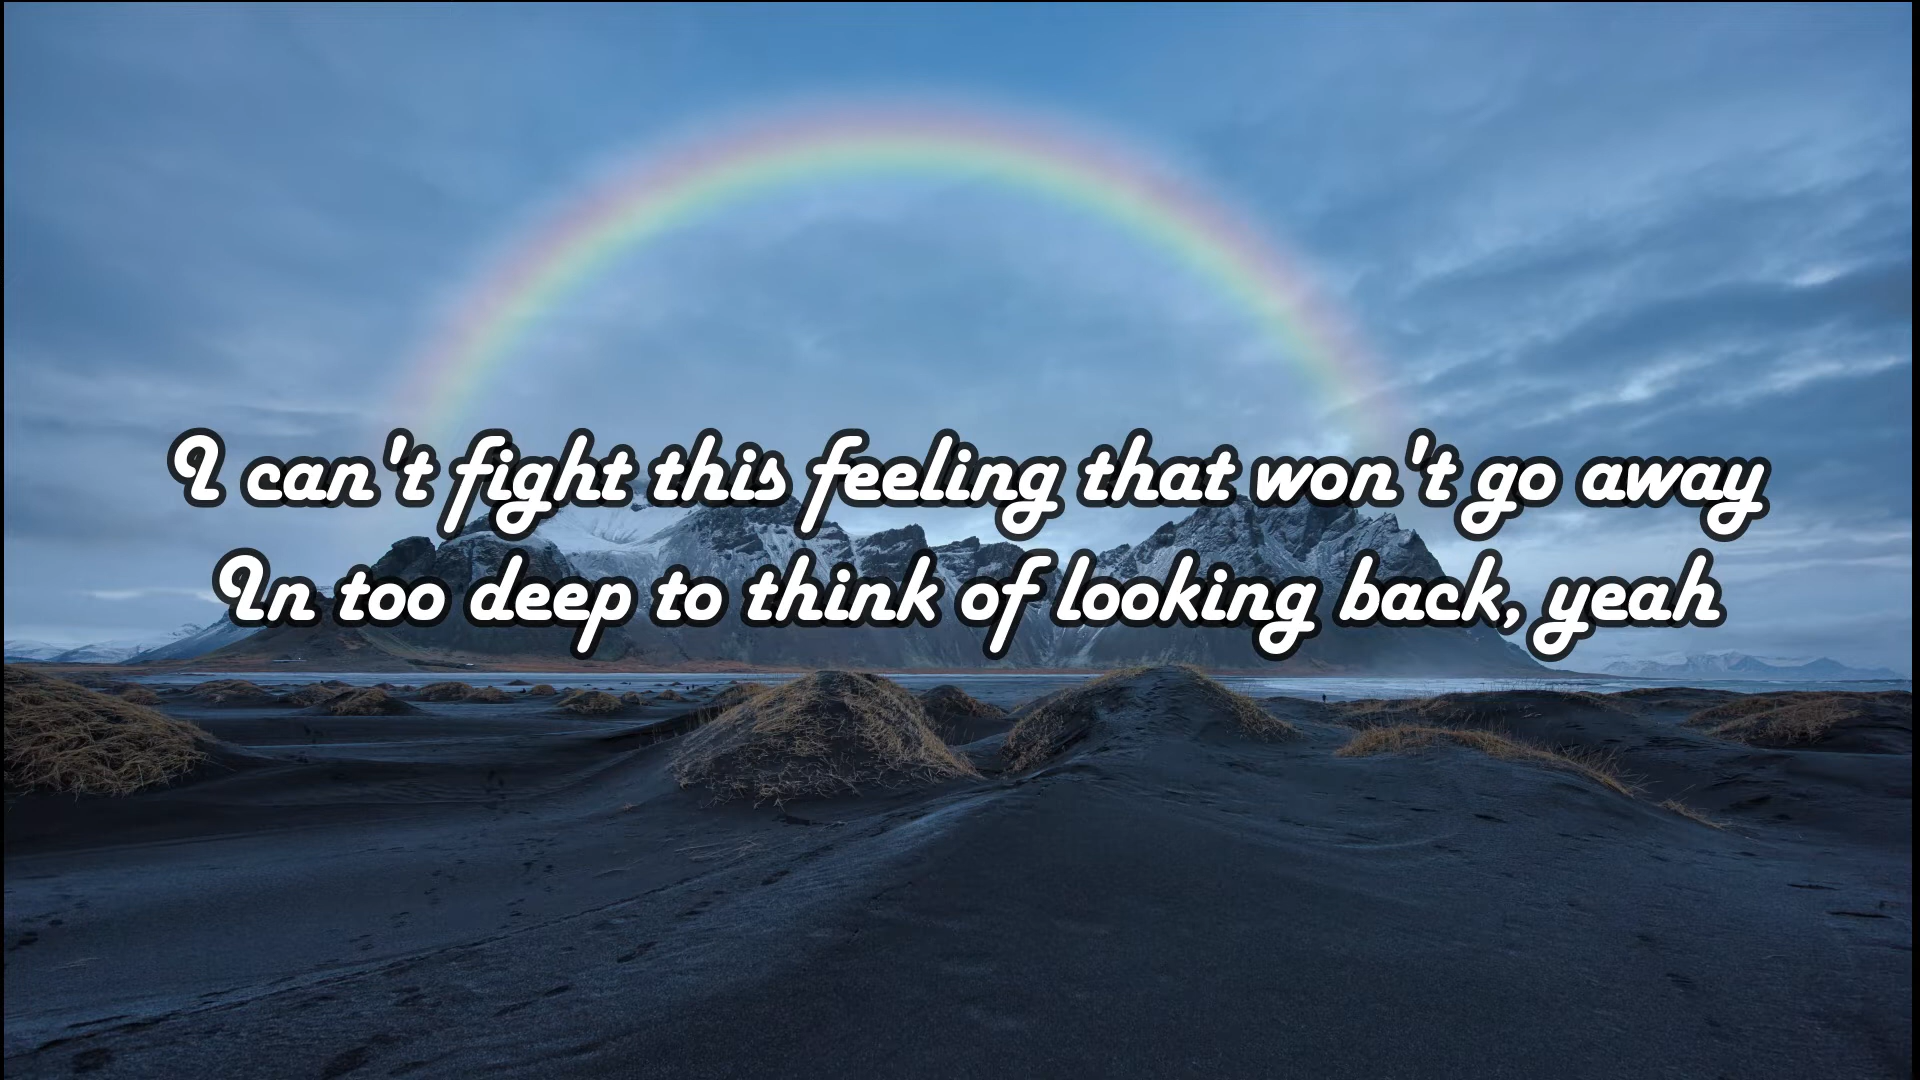 I can't fight this feeling that won't go away
In too deep to think of looking back, yeah